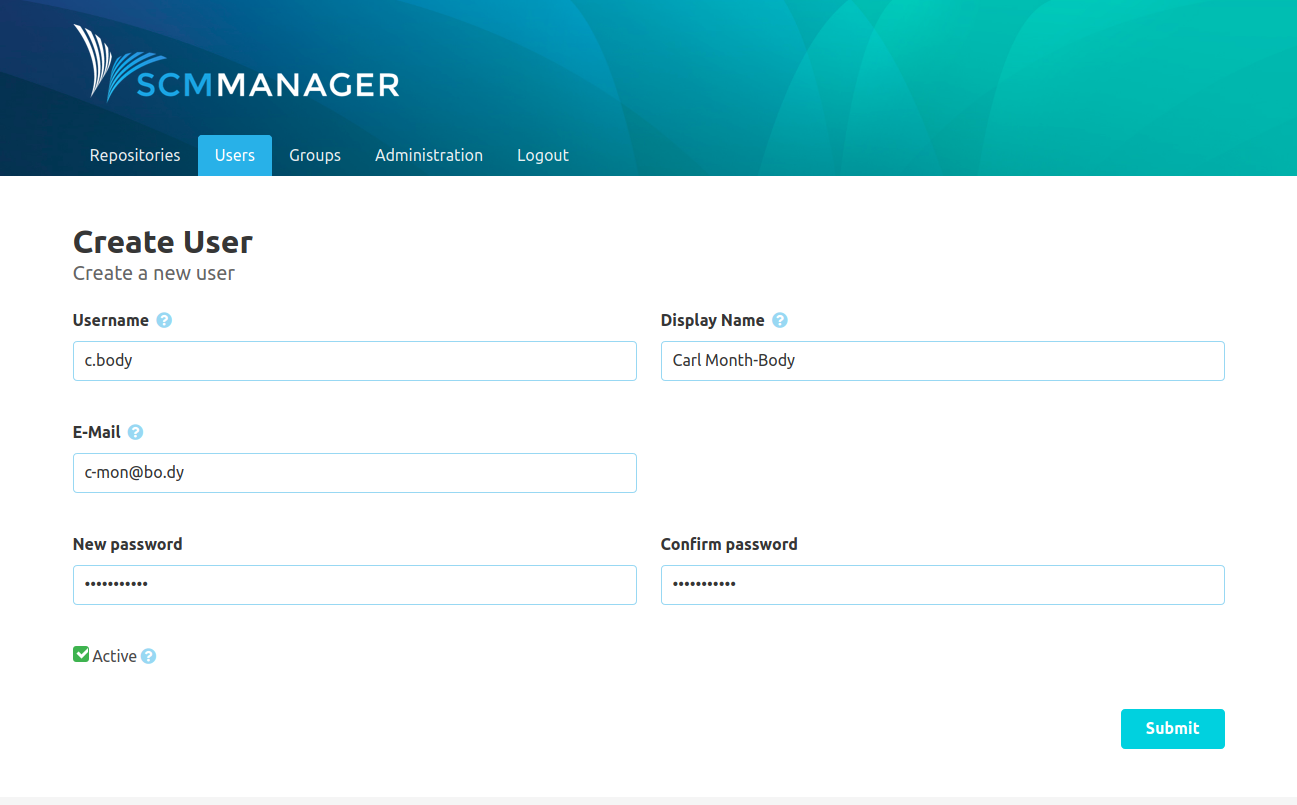 SCMMANAGER
Repositories Users Groups Administration Logout
Create User
Create a new user
Username ? Display Name ?
c.body Carl Month-Body
E-Mail ?
c-mon@bo.dy
New password Confirm password
••••••••••• •••••••••••
Active ?
Submit